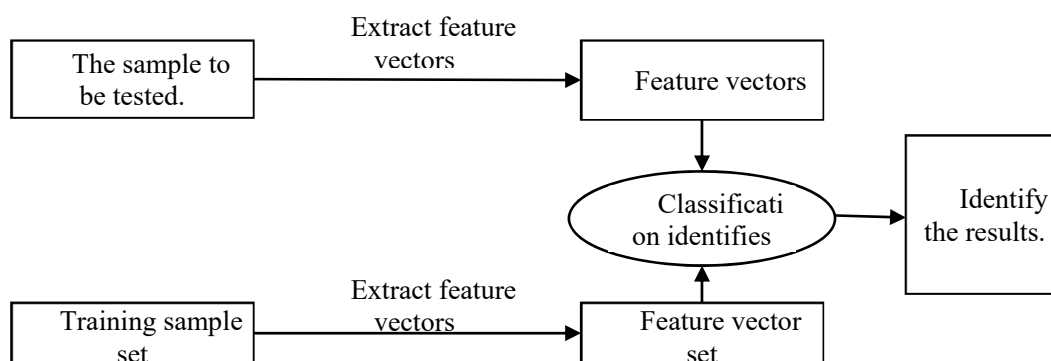 Extract feature
vectors
The sample to
be tested.
Feature vectors
Classificati
on identifies
Identify
the results.
Extract feature
vectors
Training sample
set
Feature vector
set